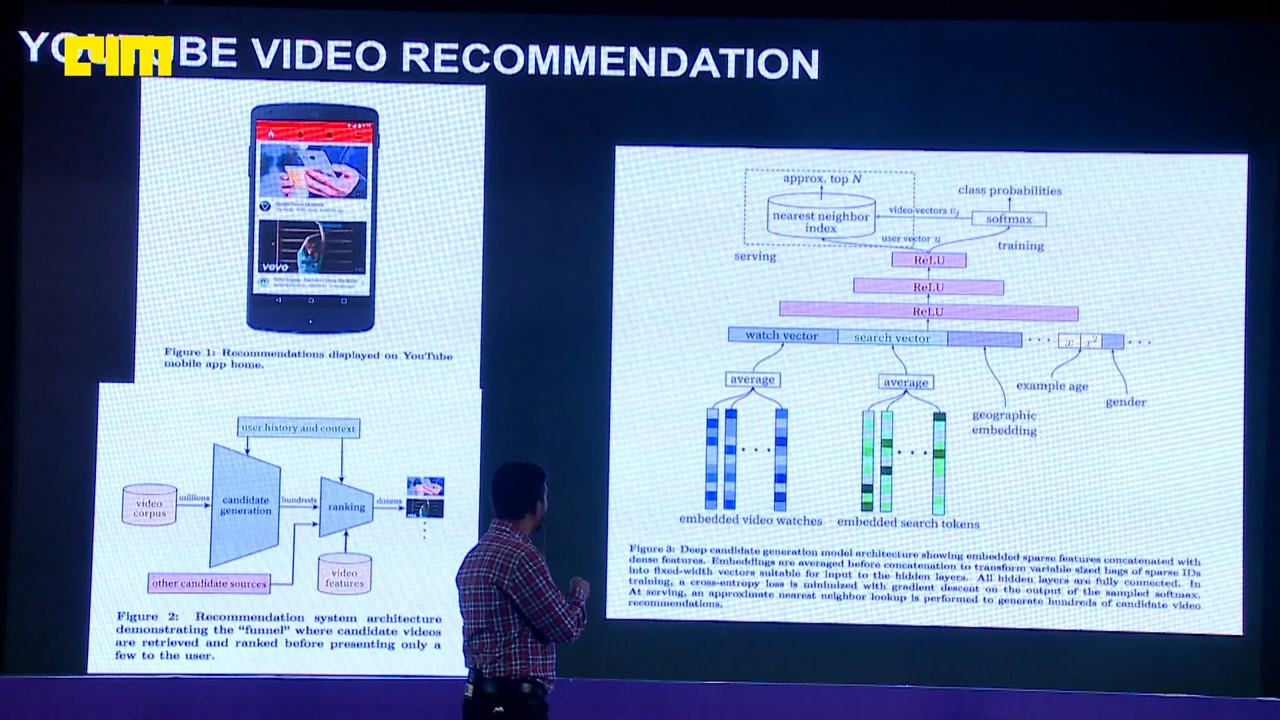 YOUTUBE VIDEO RECOMMENDATION
AIM
VEVO
Figure 1: Recommendations displayed on YouTube
mobile app home.
user history and context
video
corpus
millions
candidate
generation
hundreds
ranking
dozens
other candidate sources
video
features
Figure 2: Recommendation system architecture
demonstrating the "funnel" where candidate videos
are retrieved and ranked before presenting only a
few to the user.
approx. top N
class probabilities
nearest neighbor
index
video vectors vj
softmax
user vector u
serving
training
ReLU
ReLU
ReLU
watch vector
search vector
x
x²
average
average
example age
gender
geographic
embedding
embedded video watches
embedded search tokens
Figure 3: Deep candidate generation model architecture showing embedded sparse features concatenated with
dense features. Embeddings are averaged before concatenation to transform variable sized bags of sparse IDs
into fixed-width vectors suitable for input to the hidden layers. All hidden layers are fully connected. In
training, a cross-entropy loss is minimized with gradient descent on the output of the sampled softmax.
At serving, an approximate nearest neighbor lookup is performed to generate hundreds of candidate video
recommendations.